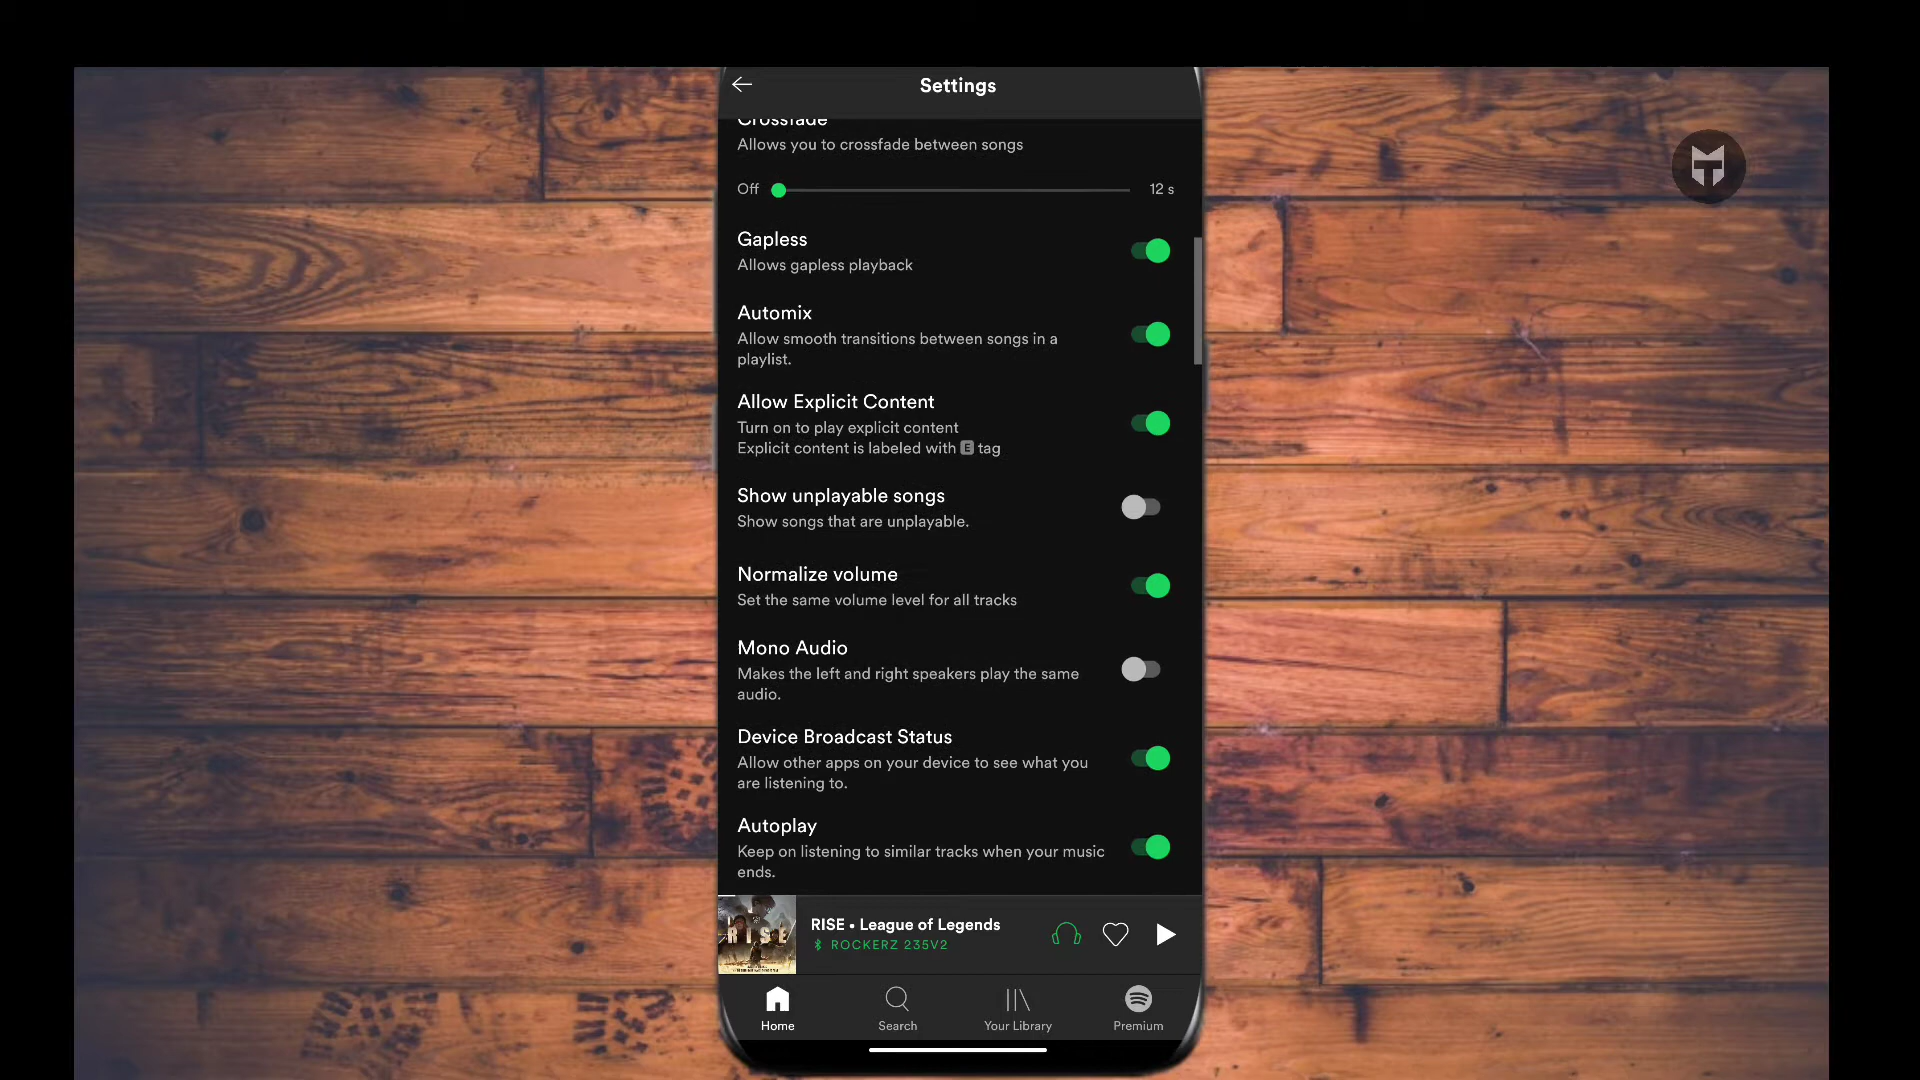 Settings
Crossfade
Allows you to crossfade between songs
Off
12 s
Gapless
Allows gapless playback
Automix
Allow smooth transitions between songs in a
playlist.
Allow Explicit Content
Turn on to play explicit content
Explicit content is labeled with E tag
Show unplayable songs
Show songs that are unplayable.
Normalize volume
Set the same volume level for all tracks
Mono Audio
Makes the left and right speakers play the same
audio.
Device Broadcast Status
Allow other apps on your device to see what you
are listening to.
Autoplay
Keep on listening to similar tracks when your music
ends.
RISE
RISE • League of Legends
ROCKERZ 235V2
Home
Search
Your Library
Premium